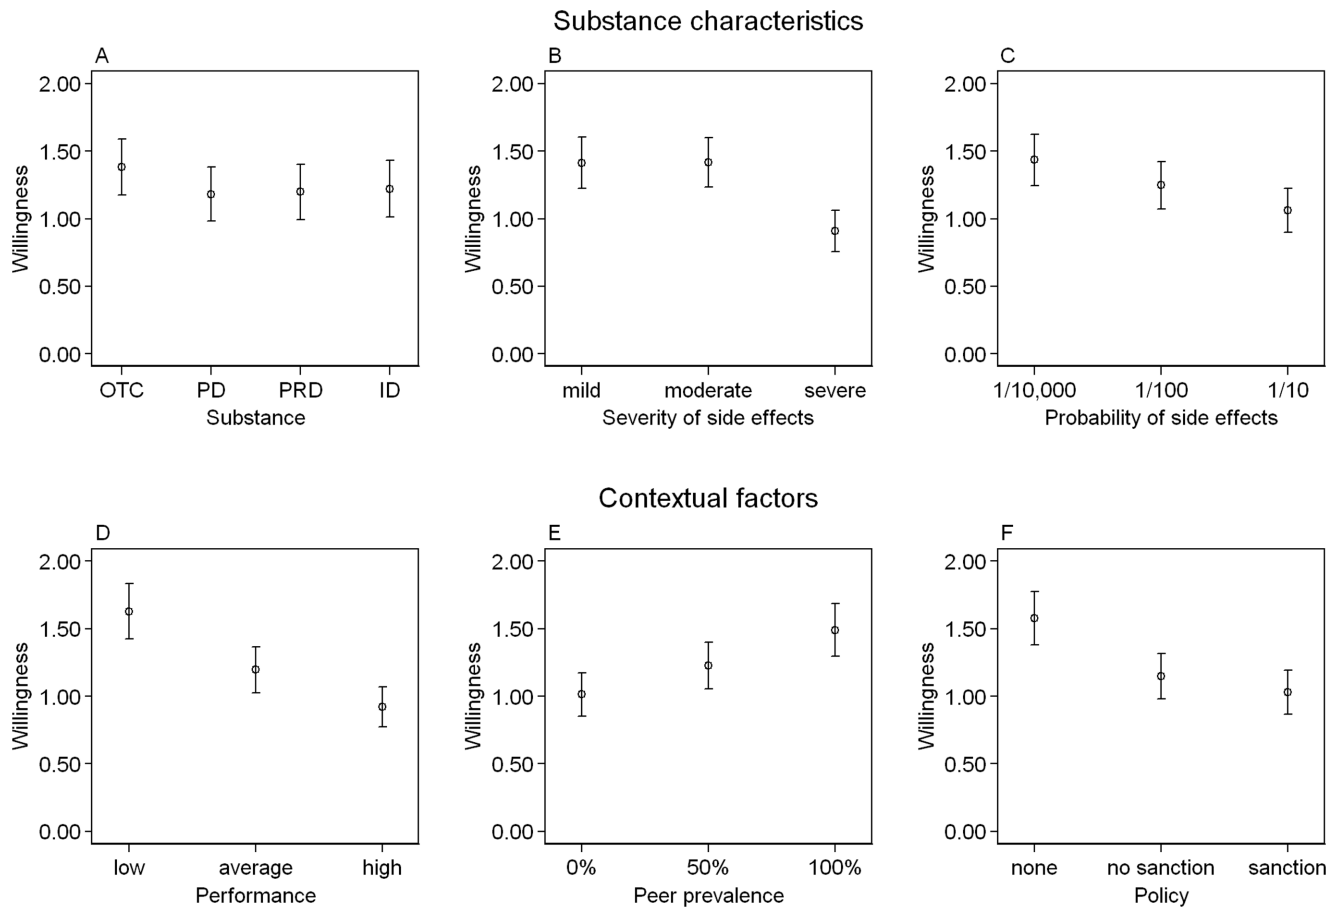 Substance characteristics
A
2.00
1.50
1.00
0.50
0.00
Willingness
OTC PD PRD ID
Substance
B
2.00
1.50
1.00
0.50
0.00
Willingness
mild moderate severe
Severity of side effects
C
2.00
1.50
1.00
0.50
0.00
Willingness
1/10,000 1/100 1/10
Probability of side effects
Contextual factors
D
2.00
1.50
1.00
0.50
0.00
Willingness
low average high
Performance
E
2.00
1.50
1.00
0.50
0.00
Willingness
0% 50% 100%
Peer prevalence
F
2.00
1.50
1.00
0.50
0.00
Willingness
none no sanction sanction
Policy